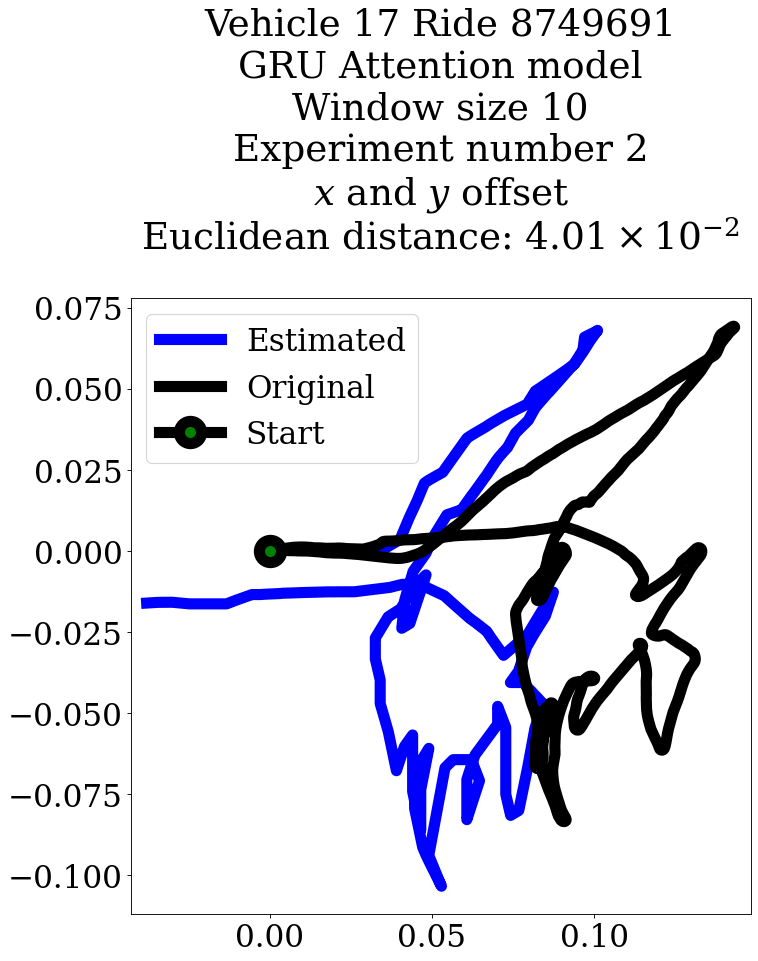 Vehicle 17 Ride 8749691
GRU Attention model
Window size 10
Experiment number 2
x and y offset
Euclidean distance: 4.01 × 10⁻²
Estimated
Original
Start
0.075
0.050
0.025
0.000
−0.025
−0.050
−0.075
−0.100
0.00
0.05
0.10